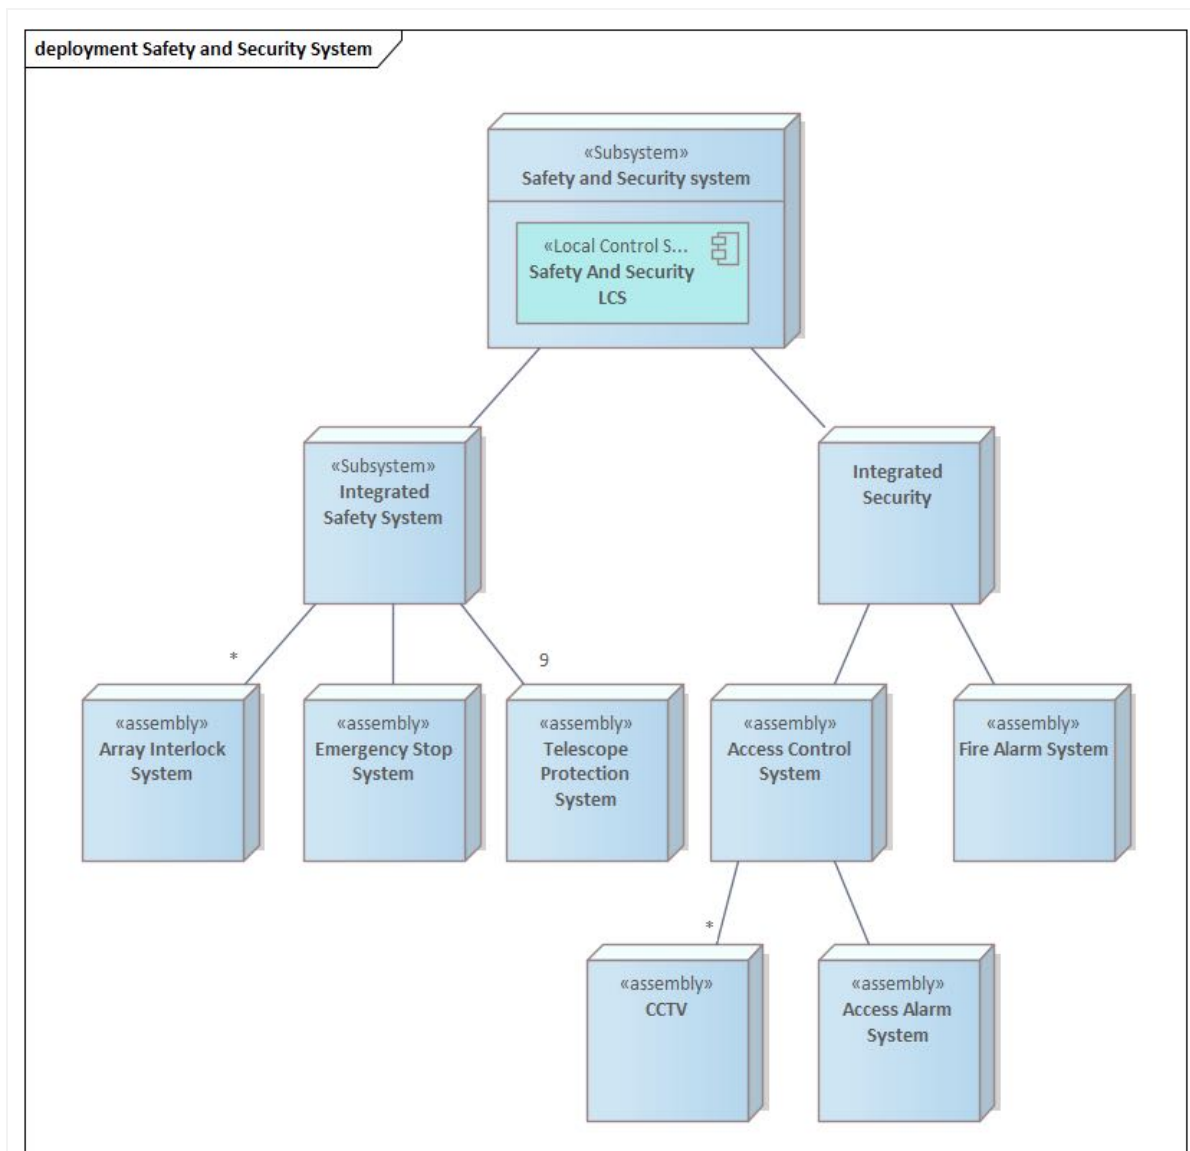 deployment Safety and Security System
«Subsystem»
Safety and Security system
«Local Control S...
Safety And Security
LCS
«Subsystem»
Integrated
Safety System
Integrated
Security
*
9
«assembly»
Array Interlock
System
«assembly»
Emergency Stop
System
«assembly»
Telescope
Protection
System
«assembly»
Access Control
System
«assembly»
Fire Alarm System
*
«assembly»
CCTV
«assembly»
Access Alarm
System